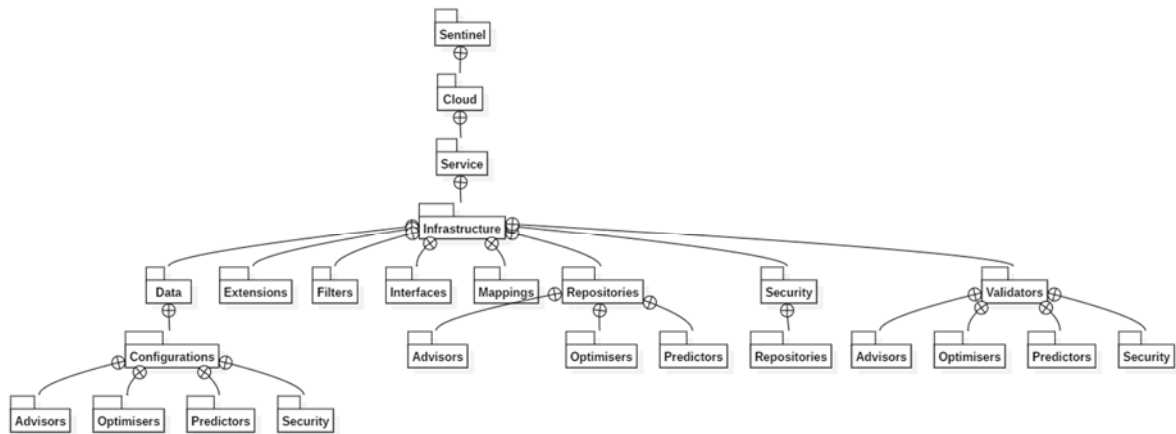 Sentinel
Cloud
Service
Infrastructure
Data
Extensions
Filters
Interfaces
Mappings
Repositories
Security
Validators
Configurations
Advisors
Optimisers
Predictors
Repositories
Advisors
Optimisers
Predictors
Security
Advisors
Optimisers
Predictors
Security